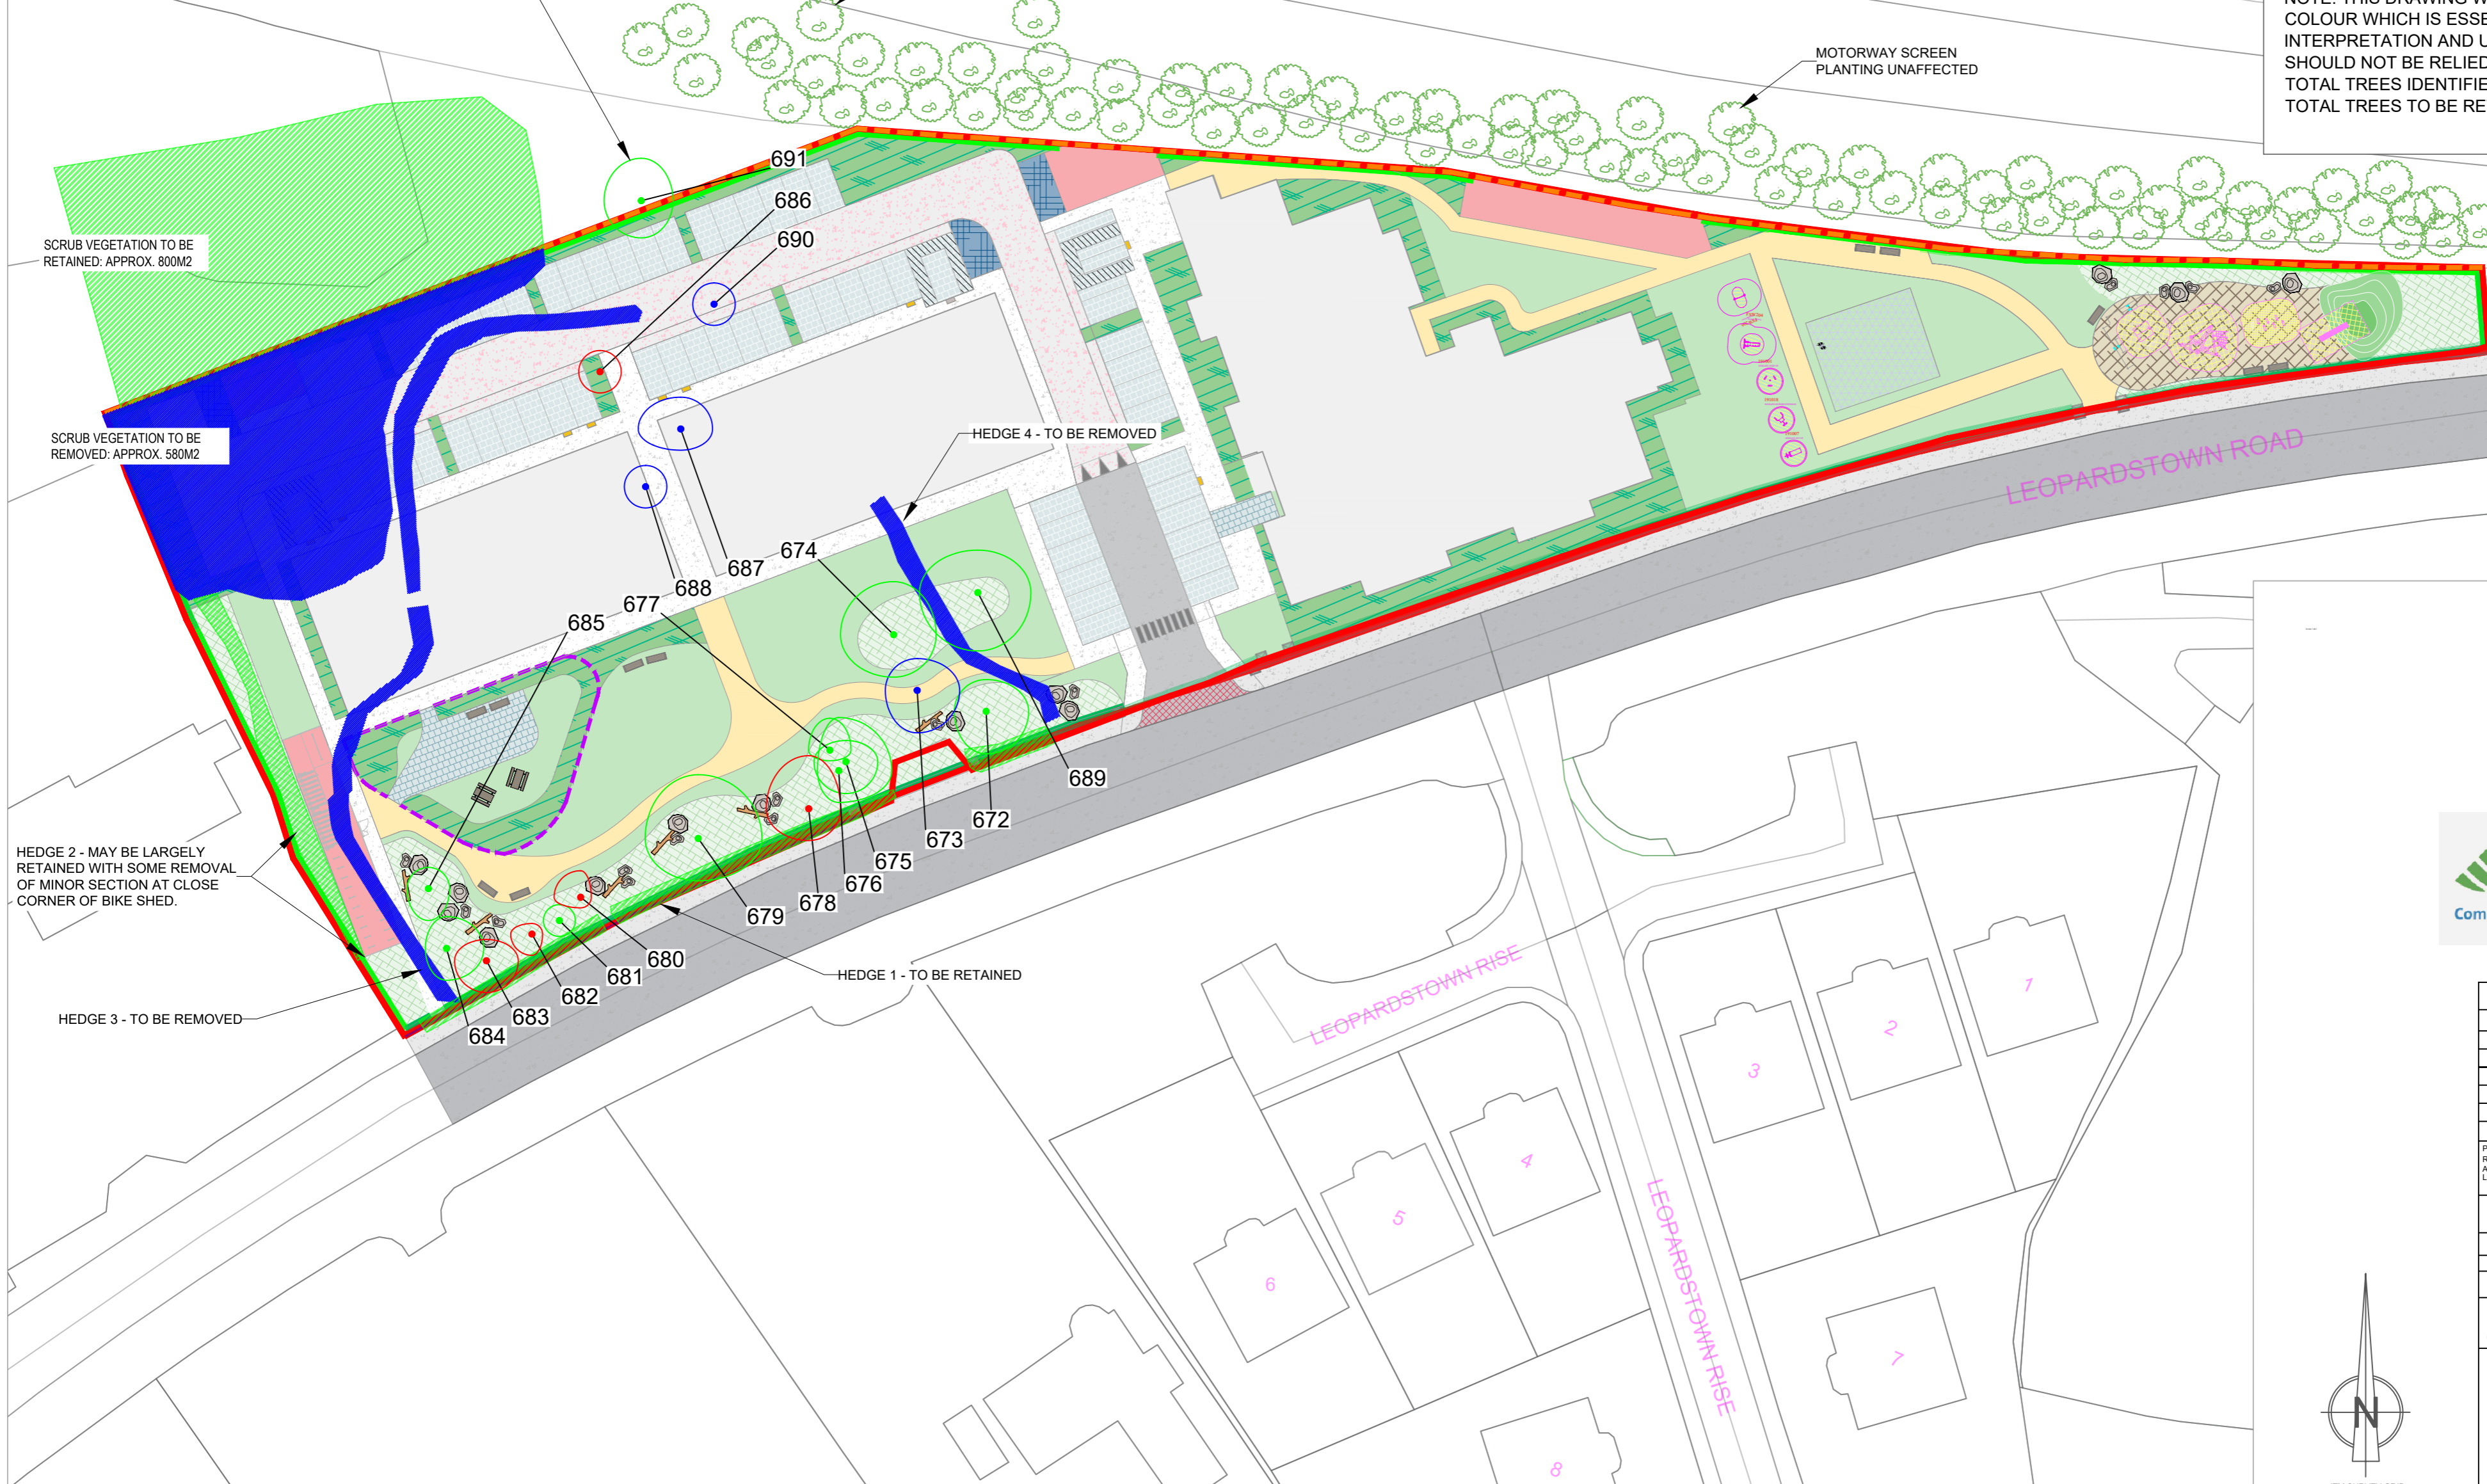 NOTE: THIS DRAWING W
COLOUR WHICH IS ESSE
INTERPRETATION AND U
SHOULD NOT BE RELIED
TOTAL TREES IDENTIFIE
TOTAL TREES TO BE RE
MOTORWAY SCREEN
PLANTING UNAFFECTED
691
686
690
SCRUB VEGETATION TO BE
RETAINED: APPROX. 800M2
SCRUB VEGETATION TO BE
REMOVED: APPROX. 580M2
HEDGE 4 - TO BE REMOVED
LEOPARDSTOWN ROAD
674
687
688
677
685
689
672
673
675
676
678
679
680
681
682
683
684
HEDGE 2 - MAY BE LARGELY
RETAINED WITH SOME REMOVAL
OF MINOR SECTION AT CLOSE
CORNER OF BIKE SHED.
HEDGE 1 - TO BE RETAINED
HEDGE 3 - TO BE REMOVED
LEOPARDSTOWN RISE
LEOPARDSTOWN RISE
1
2
3
4
5
6
7
8
Com
P
R
A
L
N